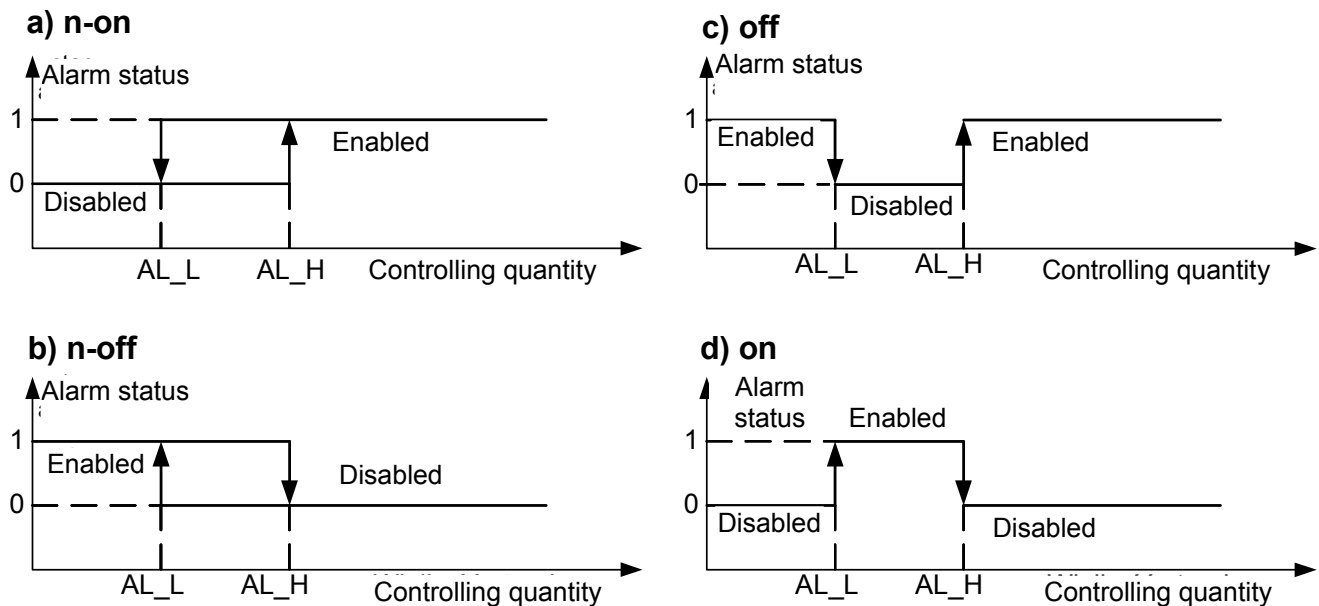 a) n-on
Alarm status
1
Enabled
0
Disabled
AL_L
AL_H
Controlling quantity
c) off
Alarm status
1
Enabled
Enabled
0
Disabled
AL_L
AL_H
Controlling quantity
b) n-off
Alarm status
1
Enabled
Disabled
0
AL_L
AL_H
Controlling quantity
d) on
Alarm
status
Enabled
1
0
Disabled
Disabled
AL_L
AL_H
Controlling quantity